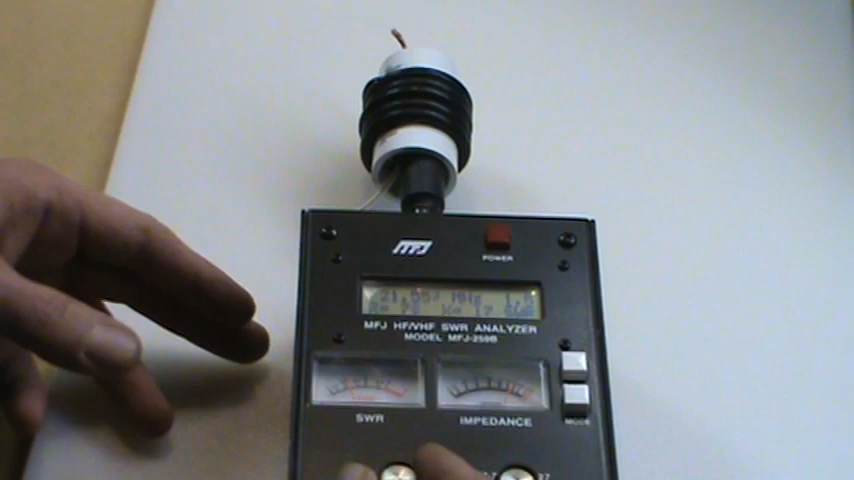 MFJ
POWER
MFJ HF/VHF SWR ANALYZER
MODEL MFJ-259B
SWR
IMPEDANCE
MODE